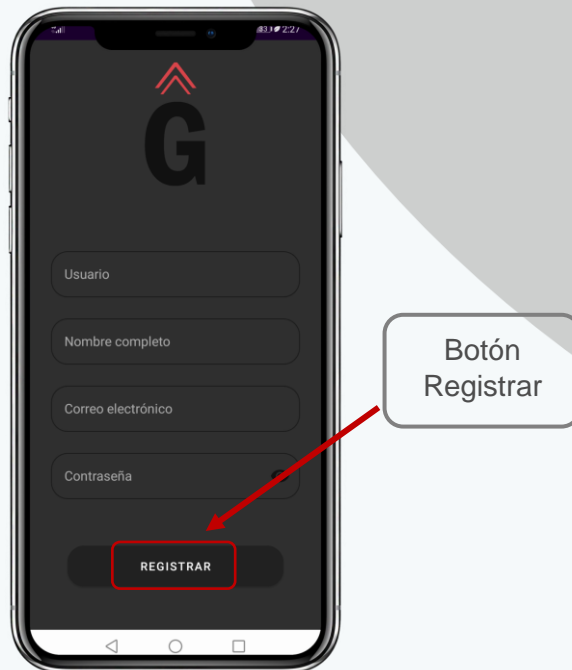 2:27
G
Usuario
Nombre completo
Correo electrónico
Contraseña
REGISTRAR
Botón
Registrar